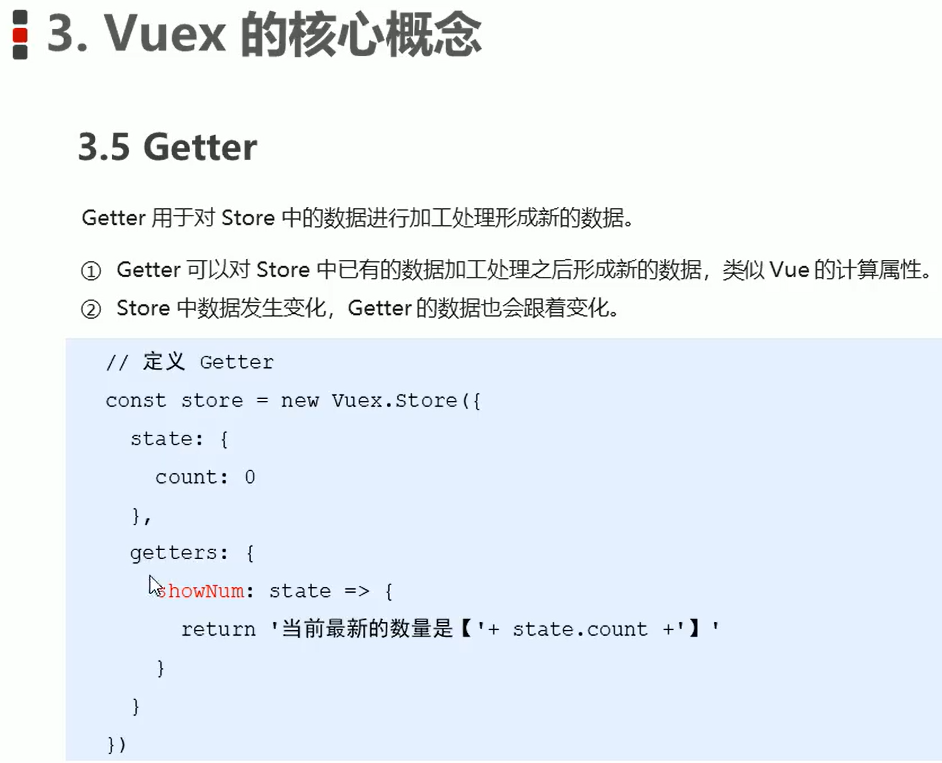 3. Vuex 的核心概念
3.5 Getter
Getter 用于对 Store 中的数据进行加工处理形成新的数据。
① Getter 可以对 Store 中已有的数据加工处理之后形成新的数据，类似 Vue 的计算属性。
② Store 中数据发生变化，Getter 的数据也会跟着变化。
// 定义 Getter
const store = new Vuex.Store({
  state: {
    count: 0
  },
  getters: {
    showNum: state => {
      return '当前最新的数量是【'+ state.count +'】'
    }
  }
})